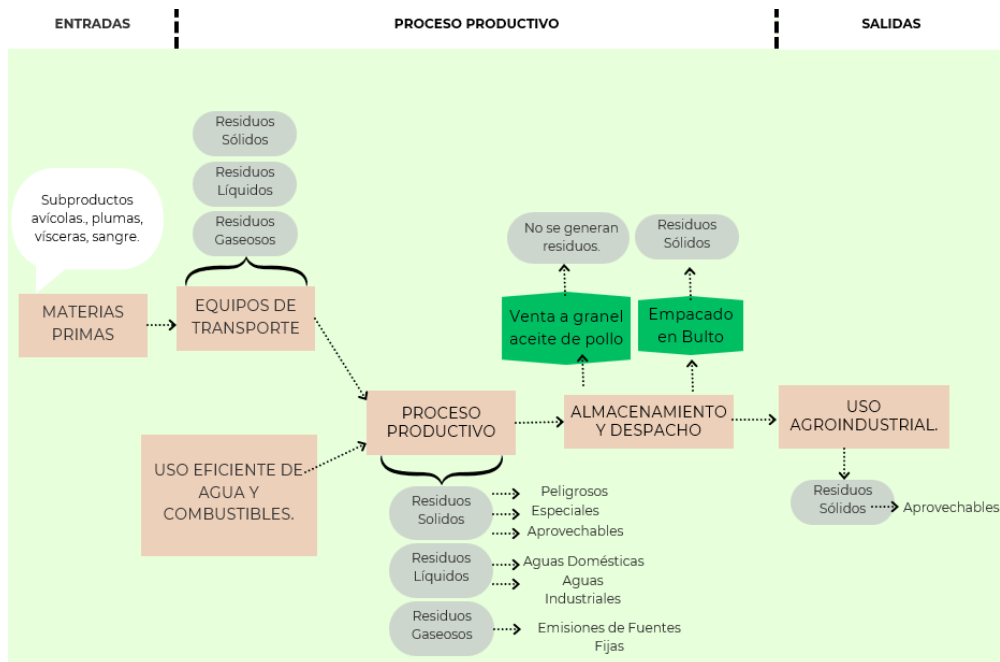 ENTRADAS
PROCESO PRODUCTIVO
SALIDAS
Residuos
Sólidos
Residuos
Líquidos
Residuos
Gaseosos
Subproductos
avícolas., plumas,
vísceras, sangre.
MATERIAS
PRIMAS
EQUIPOS DE
TRANSPORTE
No se generan
residuos.
Residuos
Sólidos
Venta a granel
aceite de pollo
Empacado
en Bulto
USO EFICIENTE DE
AGUA Y
COMBUSTIBLES.
PROCESO
PRODUCTIVO
ALMACENAMIENTO
Y DESPACHO
USO
AGROINDUSTRIAL.
Residuos
Solidos
Peligrosos
Especiales
Aprovechables
Residuos
Líquidos
Aguas Domésticas
Aguas
Industriales
Residuos
Gaseosos
Emisiones de Fuentes
Fijas
Residuos
Sólidos
Aprovechables